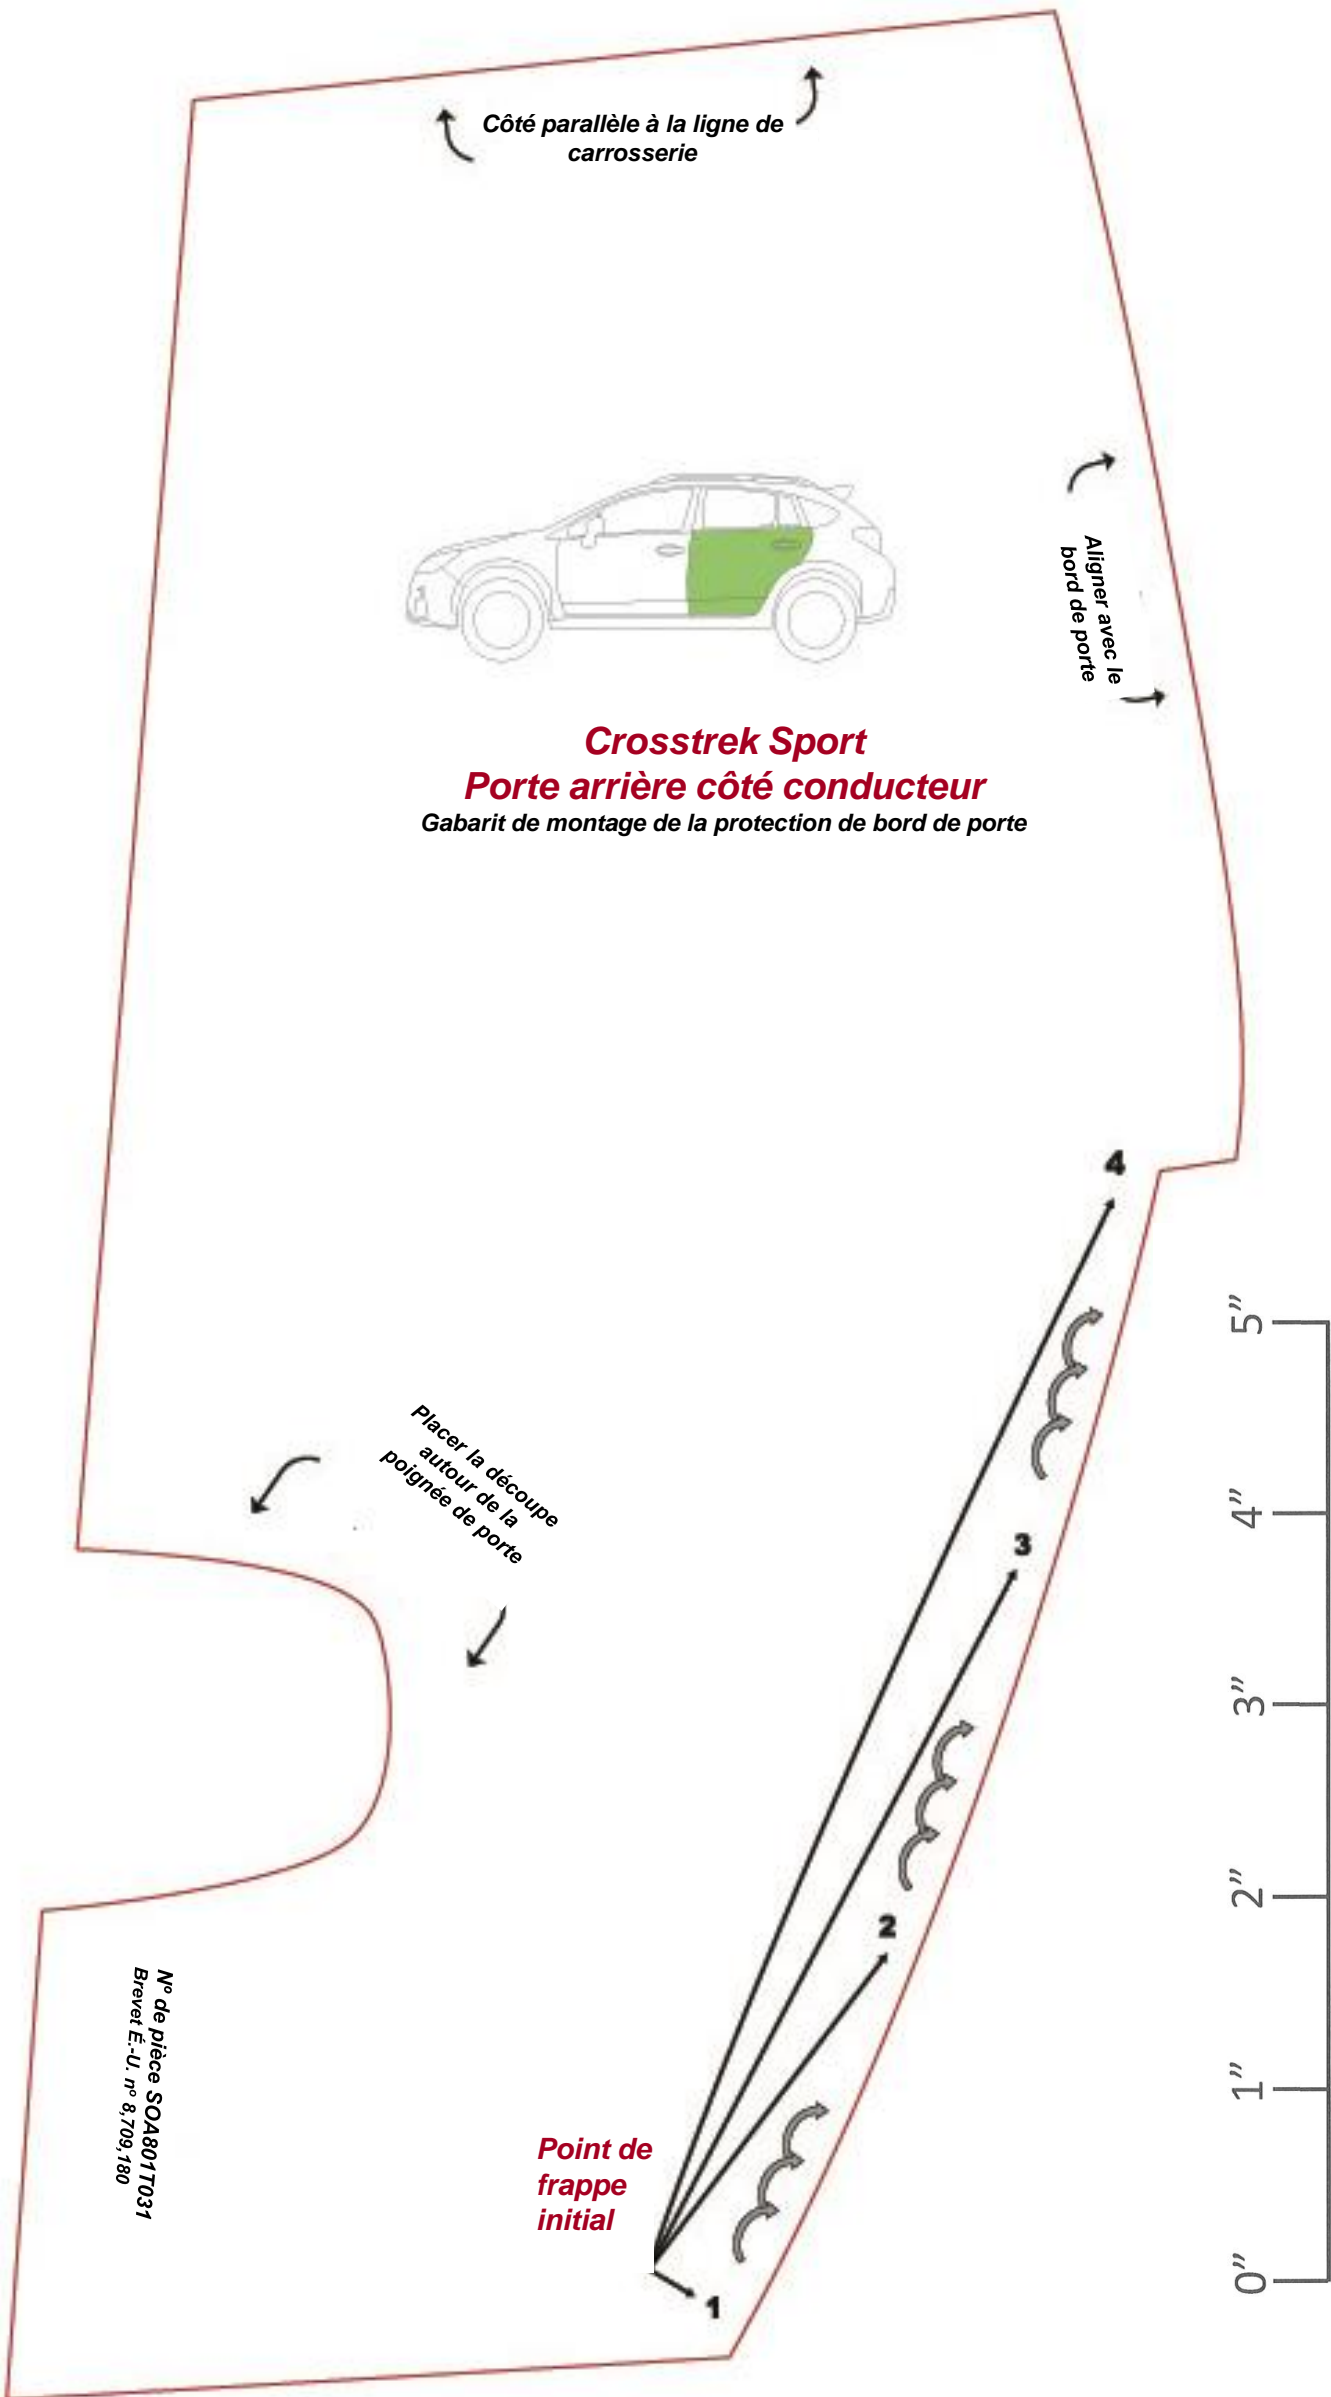 Côté parallèle à la ligne de
carrosserie
Aligner avec le
bord de porte
Crosstrek Sport
Porte arrière côté conducteur
Gabarit de montage de la protection de bord de porte
4
5”
Placer la découpe
autour de la
poignée de porte
4”
3
3”
2”
2
Nº de pièce SOA801T031
Brevet É.-U. nº 8,709,180
1”
Point de
frappe
initial
0”
1